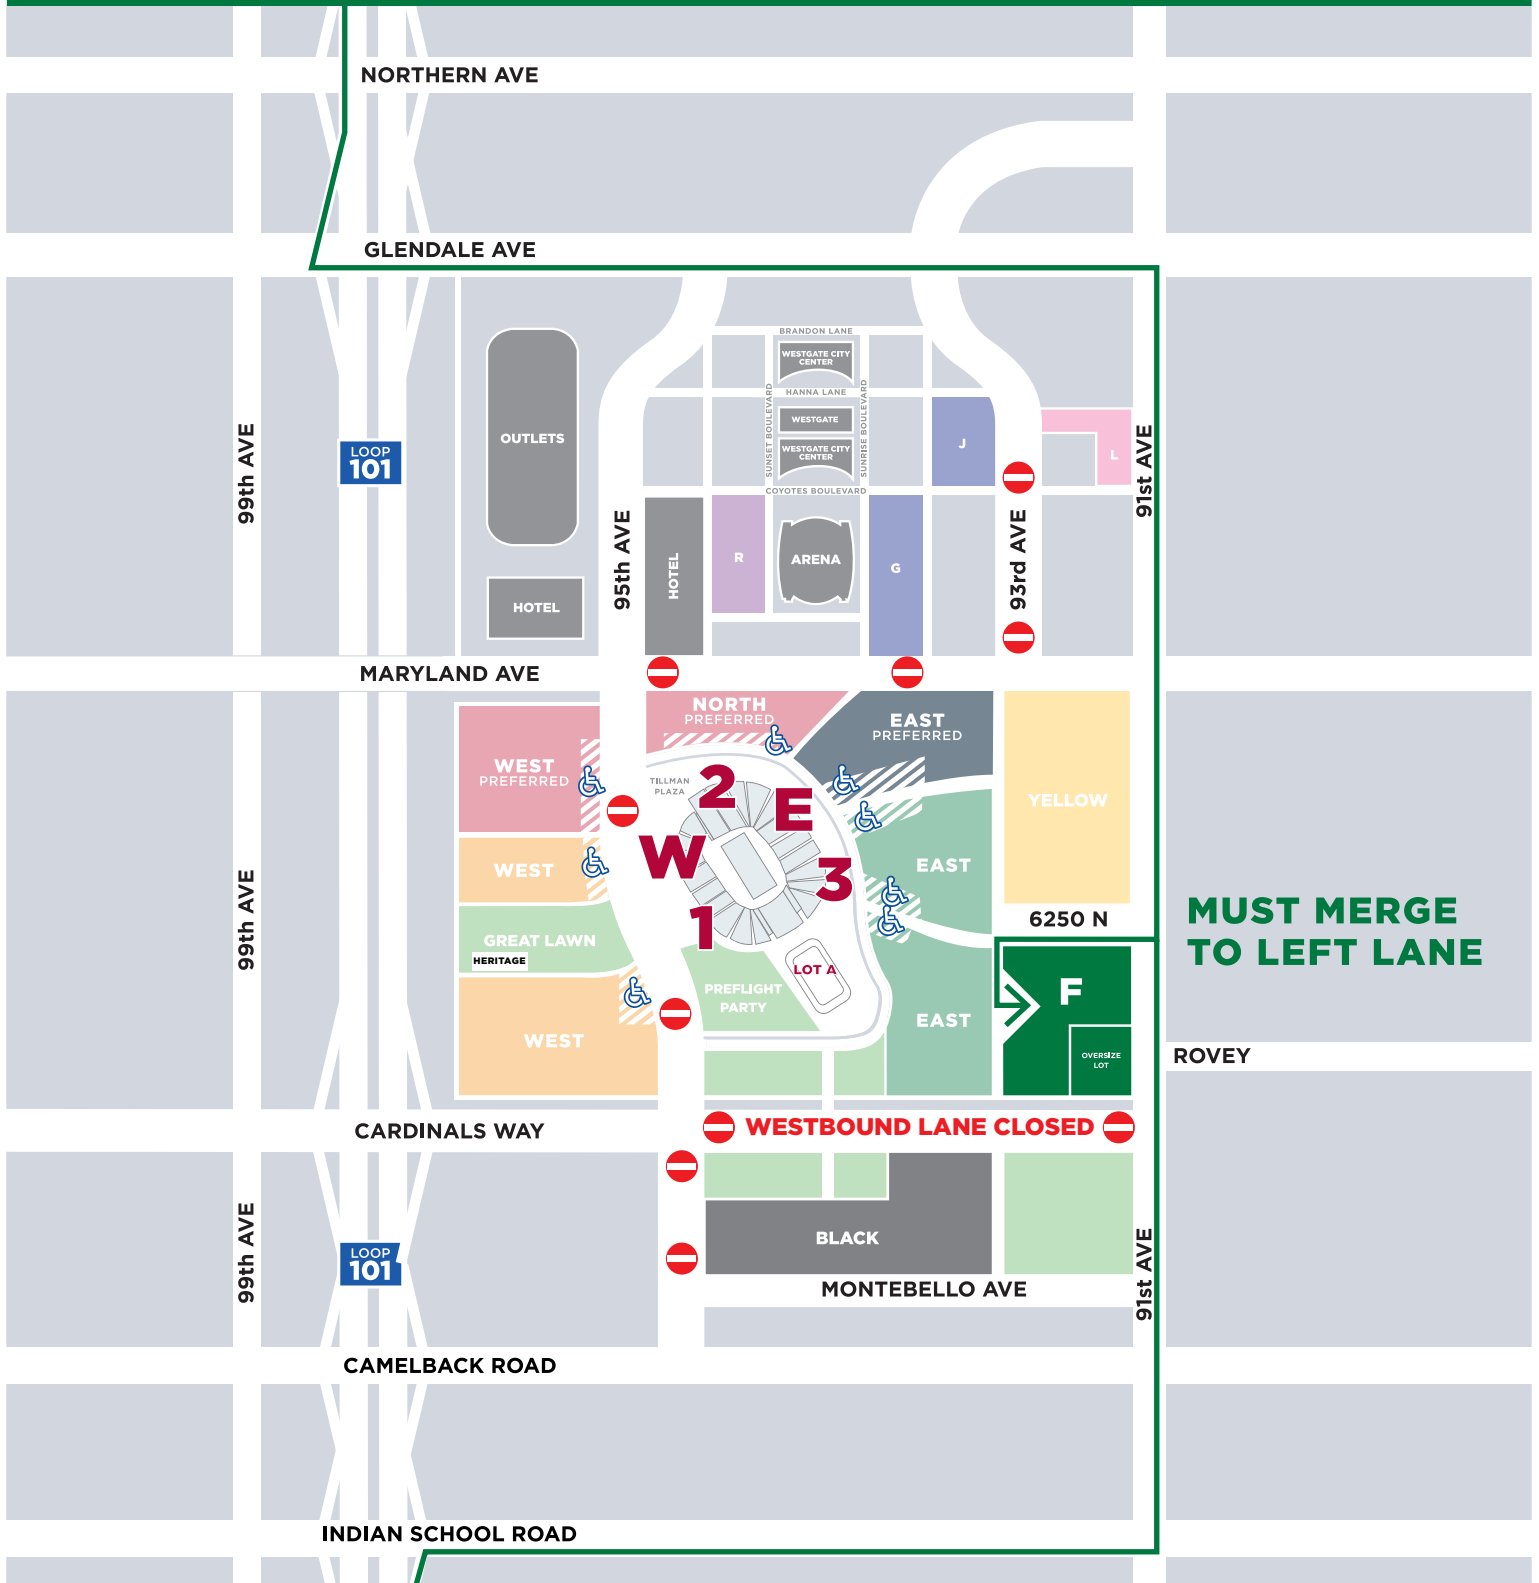 NORTHERN AVE
GLENDALE AVE
BRANDON LANE
WESTGATE CITY
CENTER
HANNA LANE
SUNSET BOULEVARD
SUNRISE BOULEVARD
WESTGATE
WESTGATE CITY
CENTER
COYOTES BOULEVARD
OUTLETS
99th AVE
LOOP
101
J
L
91st AVE
95th AVE
HOTEL
R
ARENA
G
93rd AVE
HOTEL
MARYLAND AVE
NORTH
PREFERRED
EAST
PREFERRED
WEST
PREFERRED
TILLMAN
PLAZA
2
E
YELLOW
W
3
WEST
EAST
99th AVE
1
6250 N
MUST MERGE
TO LEFT LANE
GREAT LAWN
HERITAGE
LOT A
PREFLIGHT
PARTY
F
EAST
WEST
OVERSIZE
LOT
ROVEY
CARDINALS WAY
WESTBOUND LANE CLOSED
99th AVE
LOOP
101
BLACK
91st AVE
MONTEBELLO AVE
CAMELBACK ROAD
INDIAN SCHOOL ROAD